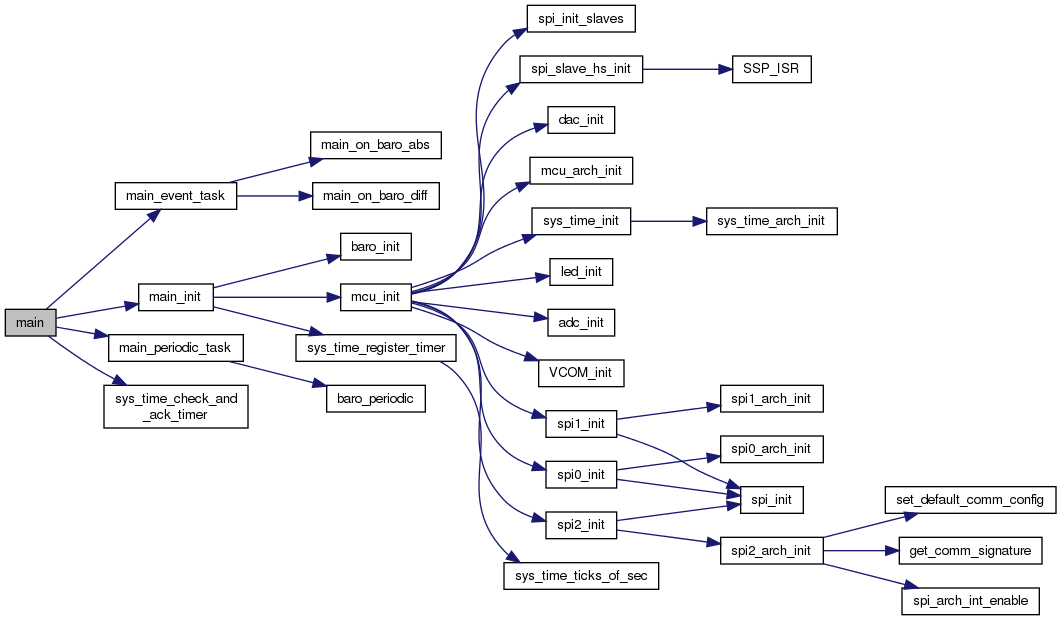 main
main_event_task
main_on_baro_abs
main_on_baro_diff
main_init
baro_init
mcu_init
sys_time_register_timer
main_periodic_task
baro_periodic
sys_time_check_and
_ack_timer
spi_init_slaves
spi_slave_hs_init
SSP_ISR
dac_init
mcu_arch_init
sys_time_init
sys_time_arch_init
led_init
adc_init
VCOM_init
spi1_init
spi1_arch_init
spi0_init
spi0_arch_init
spi_init
spi2_init
spi2_arch_init
set_default_comm_config
get_comm_signature
spi_arch_int_enable
sys_time_ticks_of_sec